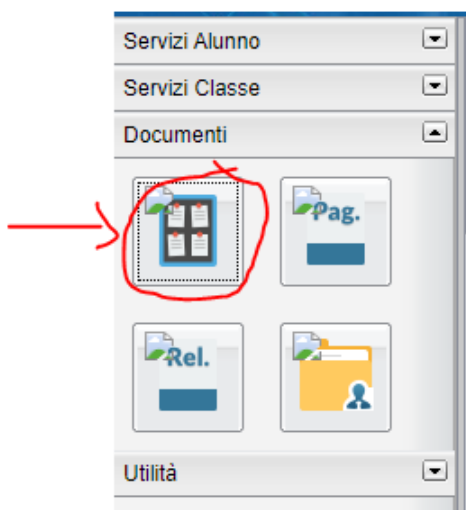 Servizi Alunno
Servizi Classe
Documenti
Pag.
Rel.
Utilità